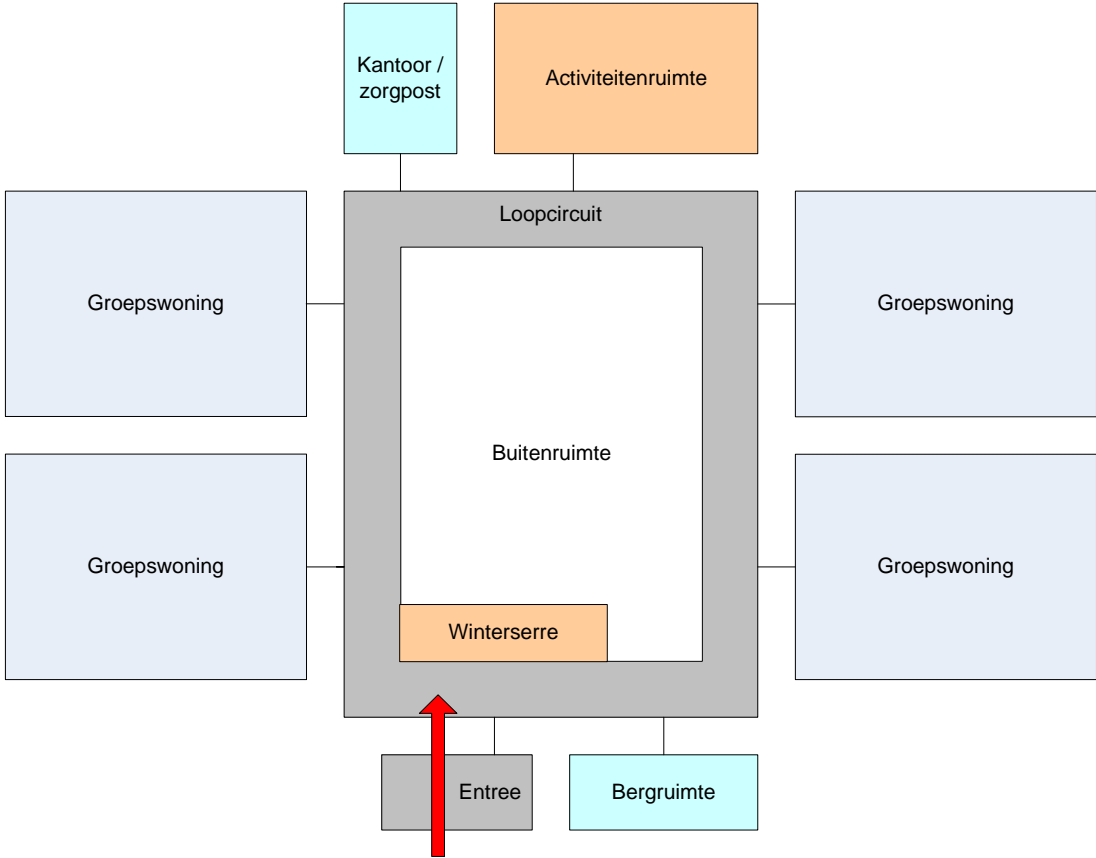 Kantoor /
zorgpost
Activiteitenruimte
Loopcircuit
Groepswoning
Groepswoning
Buitenruimte
Groepswoning
Groepswoning
Winterserre
Entree
Bergruimte